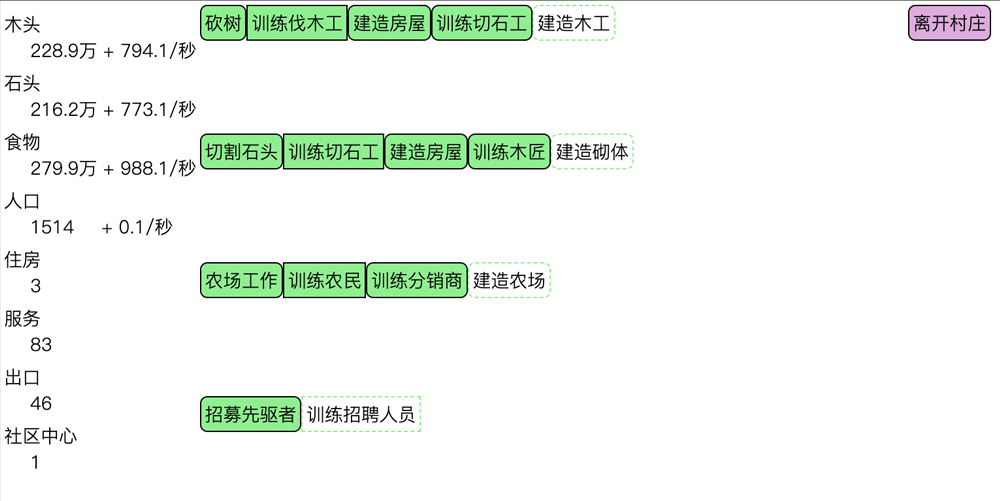 木头
228.9万 + 794.1/秒
石头
216.2万 + 773.1/秒
食物
279.9万 + 988.1/秒
人口
1514 + 0.1/秒
住房
3
服务
83
出口
46
社区中心
1
砍树 训练伐木工 建造房屋 训练切石工 建造木工
切割石头 训练切石工 建造房屋 训练木匠 建造砌体
农场工作 训练农民 训练分销商 建造农场
招募先驱者 训练招聘人员
离开村庄